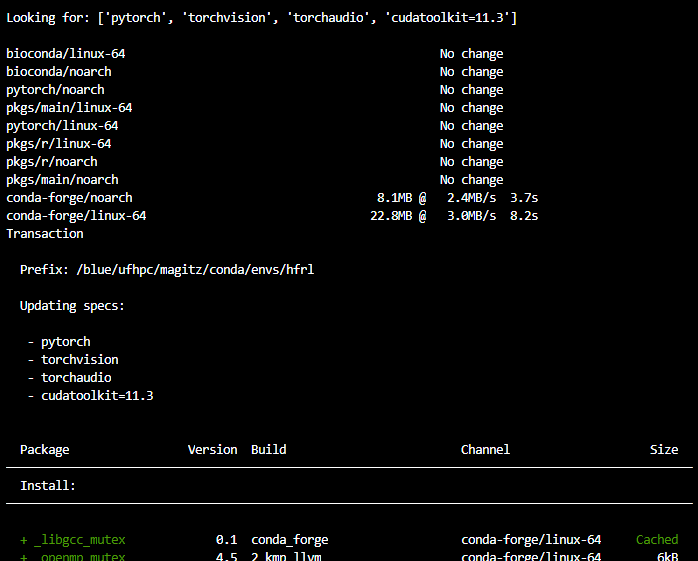 Looking for: ['pytorch', 'torchvision', 'torchaudio', 'cudatoolkit=11.3']
bioconda/linux-64 No change
bioconda/noarch No change
pytorch/noarch No change
pkgs/main/linux-64 No change
pytorch/linux-64 No change
pkgs/r/linux-64 No change
pkgs/r/noarch No change
pkgs/main/noarch No change
conda-forge/noarch 8.1MB @ 2.4MB/s 3.7s
conda-forge/linux-64 22.8MB @ 3.0MB/s 8.2s
Transaction
Prefix: /blue/ufhpc/magitz/conda/envs/hfrl
Updating specs:
- pytorch
- torchvision
- torchaudio
- cudatoolkit=11.3
Package Version Build Channel Size
Install:
+ _libgcc_mutex 0.1 conda_forge conda-forge/linux-64 Cached
+ _openmp_mutex 4.5 2_kmp_llvm conda-forge/linux-64 6kB